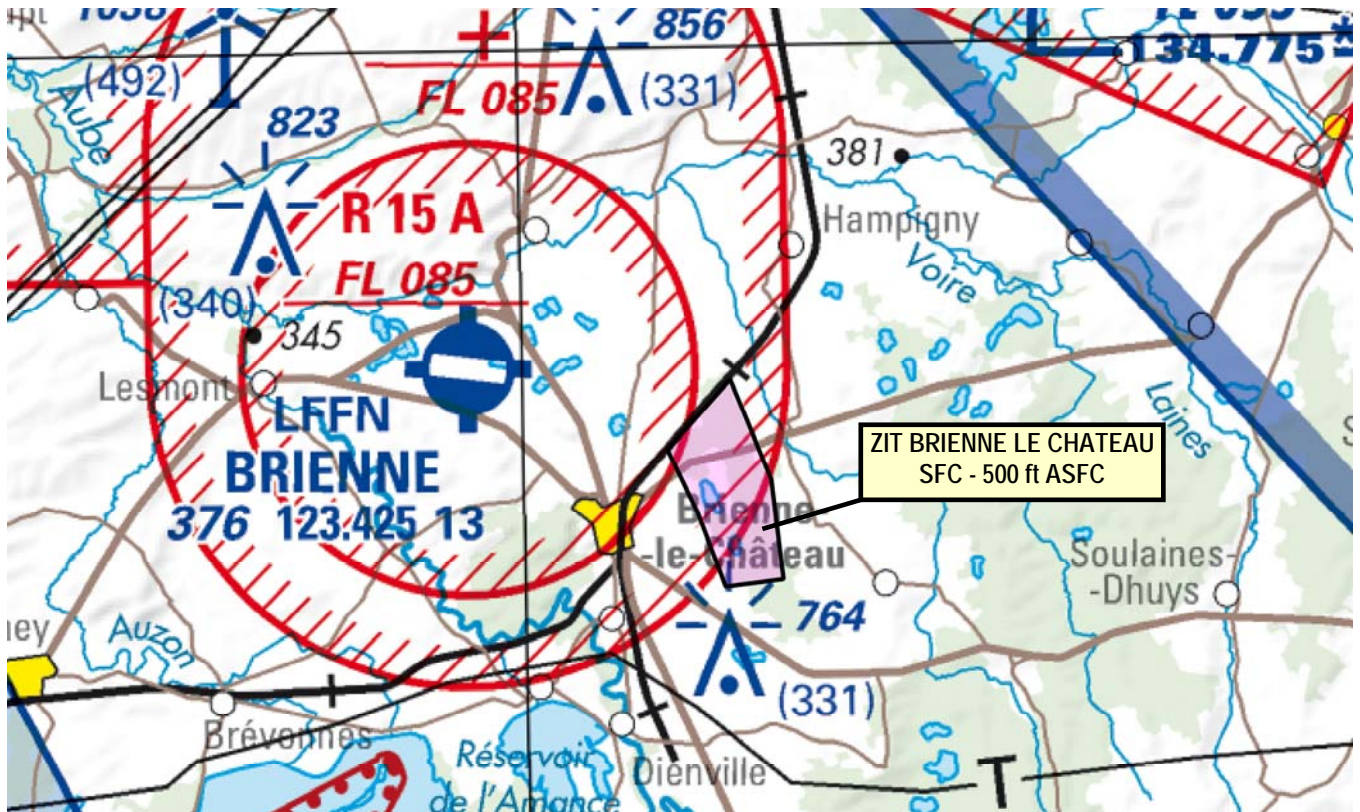 1038
(492)
856
(331)
FL 085
134.775*
Aube
823
R 15 A
FL 085
(340)
345
381
Hampigny
Voire
Lesmont
LFFN
BRIENNE
376 123.425 13
ZIT BRIENNE LE CHATEAU
SFC - 500 ft ASFC
Laines
Brienne
-le-Château
Soulaines-
-Dhuys
764
(331)
Auzon
Brévonnes
Réservoir
de l'Amance
Dienville
T